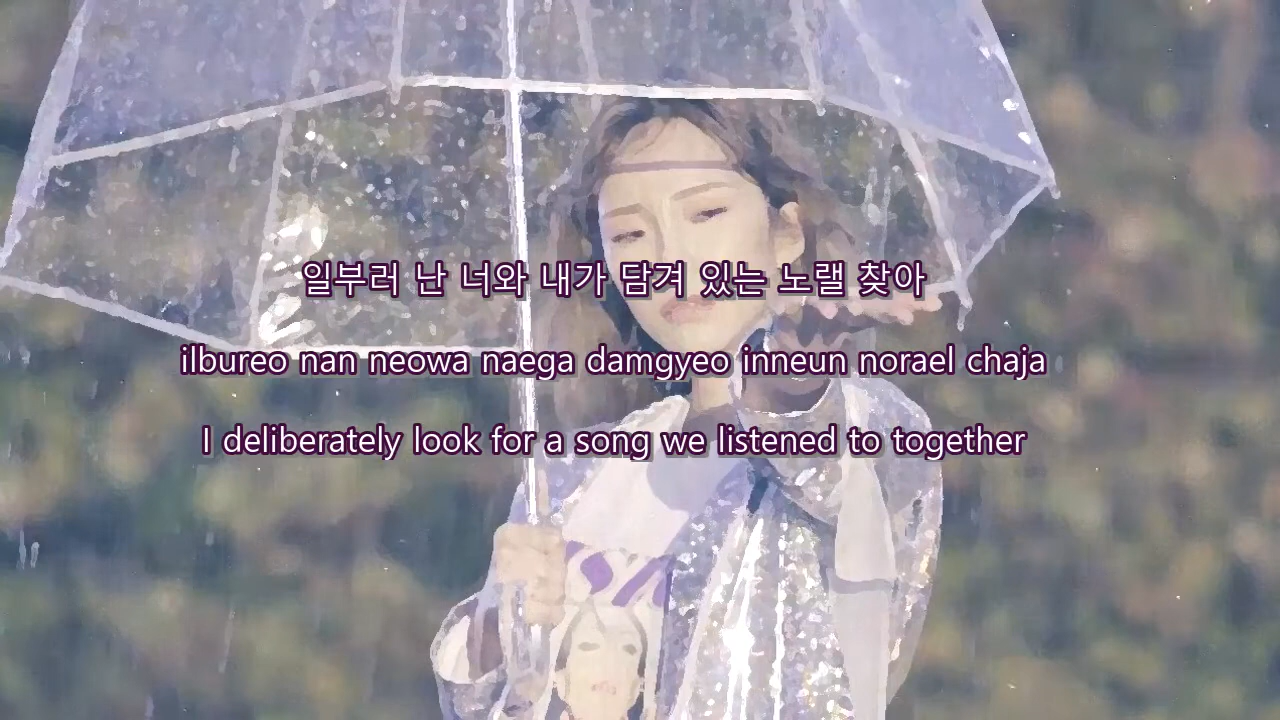 일부러 난 너와 내가 담겨 있는 노랠 찾아
ilbureo nan neowa naega damgyeo inneun norael chaja
I deliberately look for a song we listened to together